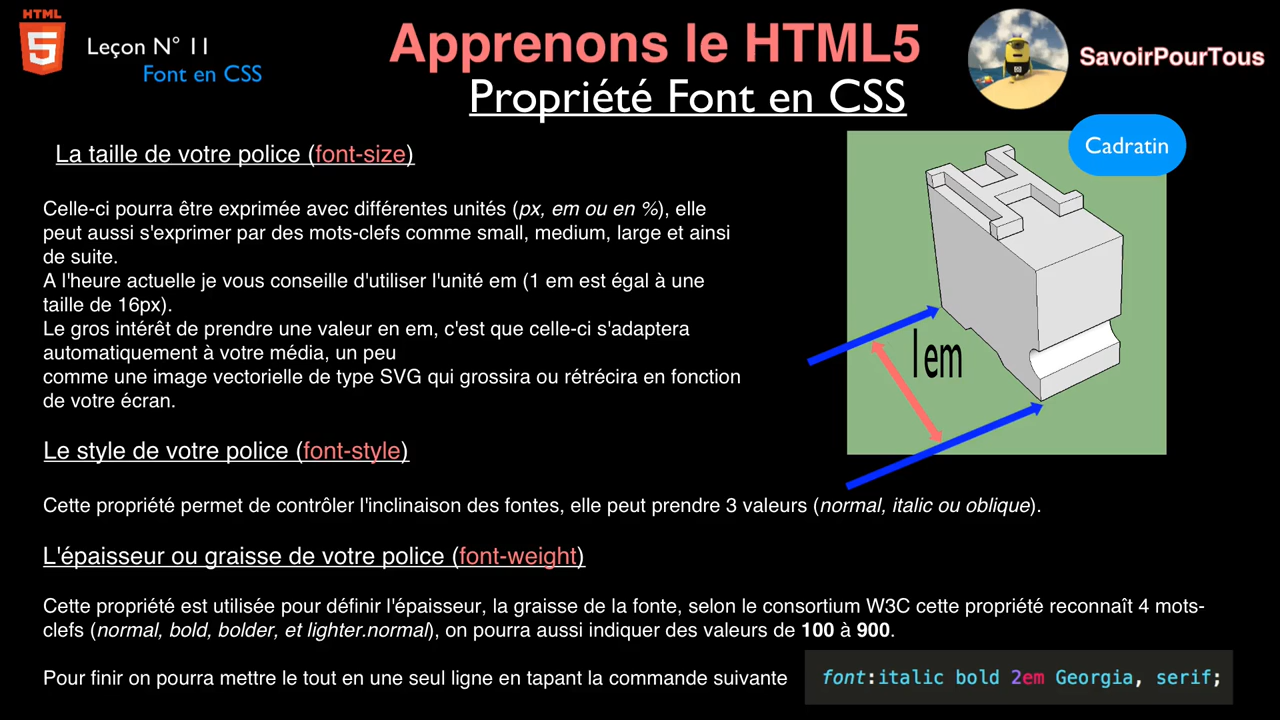 HTML
5
Leçon N° 11
Font en CSS
Apprenons le HTML5
Propriété Font en CSS
SavoirPourTous
Cadratin
La taille de votre police (font-size)
Celle-ci pourra être exprimée avec différentes unités (px, em ou en %), elle
peut aussi s'exprimer par des mots-clefs comme small, medium, large et ainsi
de suite.
A l'heure actuelle je vous conseille d'utiliser l'unité em (1 em est égal à une
taille de 16px).
Le gros intérêt de prendre une valeur en em, c'est que celle-ci s'adaptera
automatiquement à votre média, un peu
comme une image vectorielle de type SVG qui grossira ou rétrécira en fonction
de votre écran.
1em
Le style de votre police (font-style)
Cette propriété permet de contrôler l'inclinaison des fontes, elle peut prendre 3 valeurs (normal, italic ou oblique).
L'épaisseur ou graisse de votre police (font-weight)
Cette propriété est utilisée pour définir l'épaisseur, la graisse de la fonte, selon le consortium W3C cette propriété reconnaît 4 mots-
clefs (normal, bold, bolder, et lighter.normal), on pourra aussi indiquer des valeurs de 100 à 900.
Pour finir on pourra mettre le tout en une seul ligne en tapant la commande suivante
font:italic bold 2em Georgia, serif;